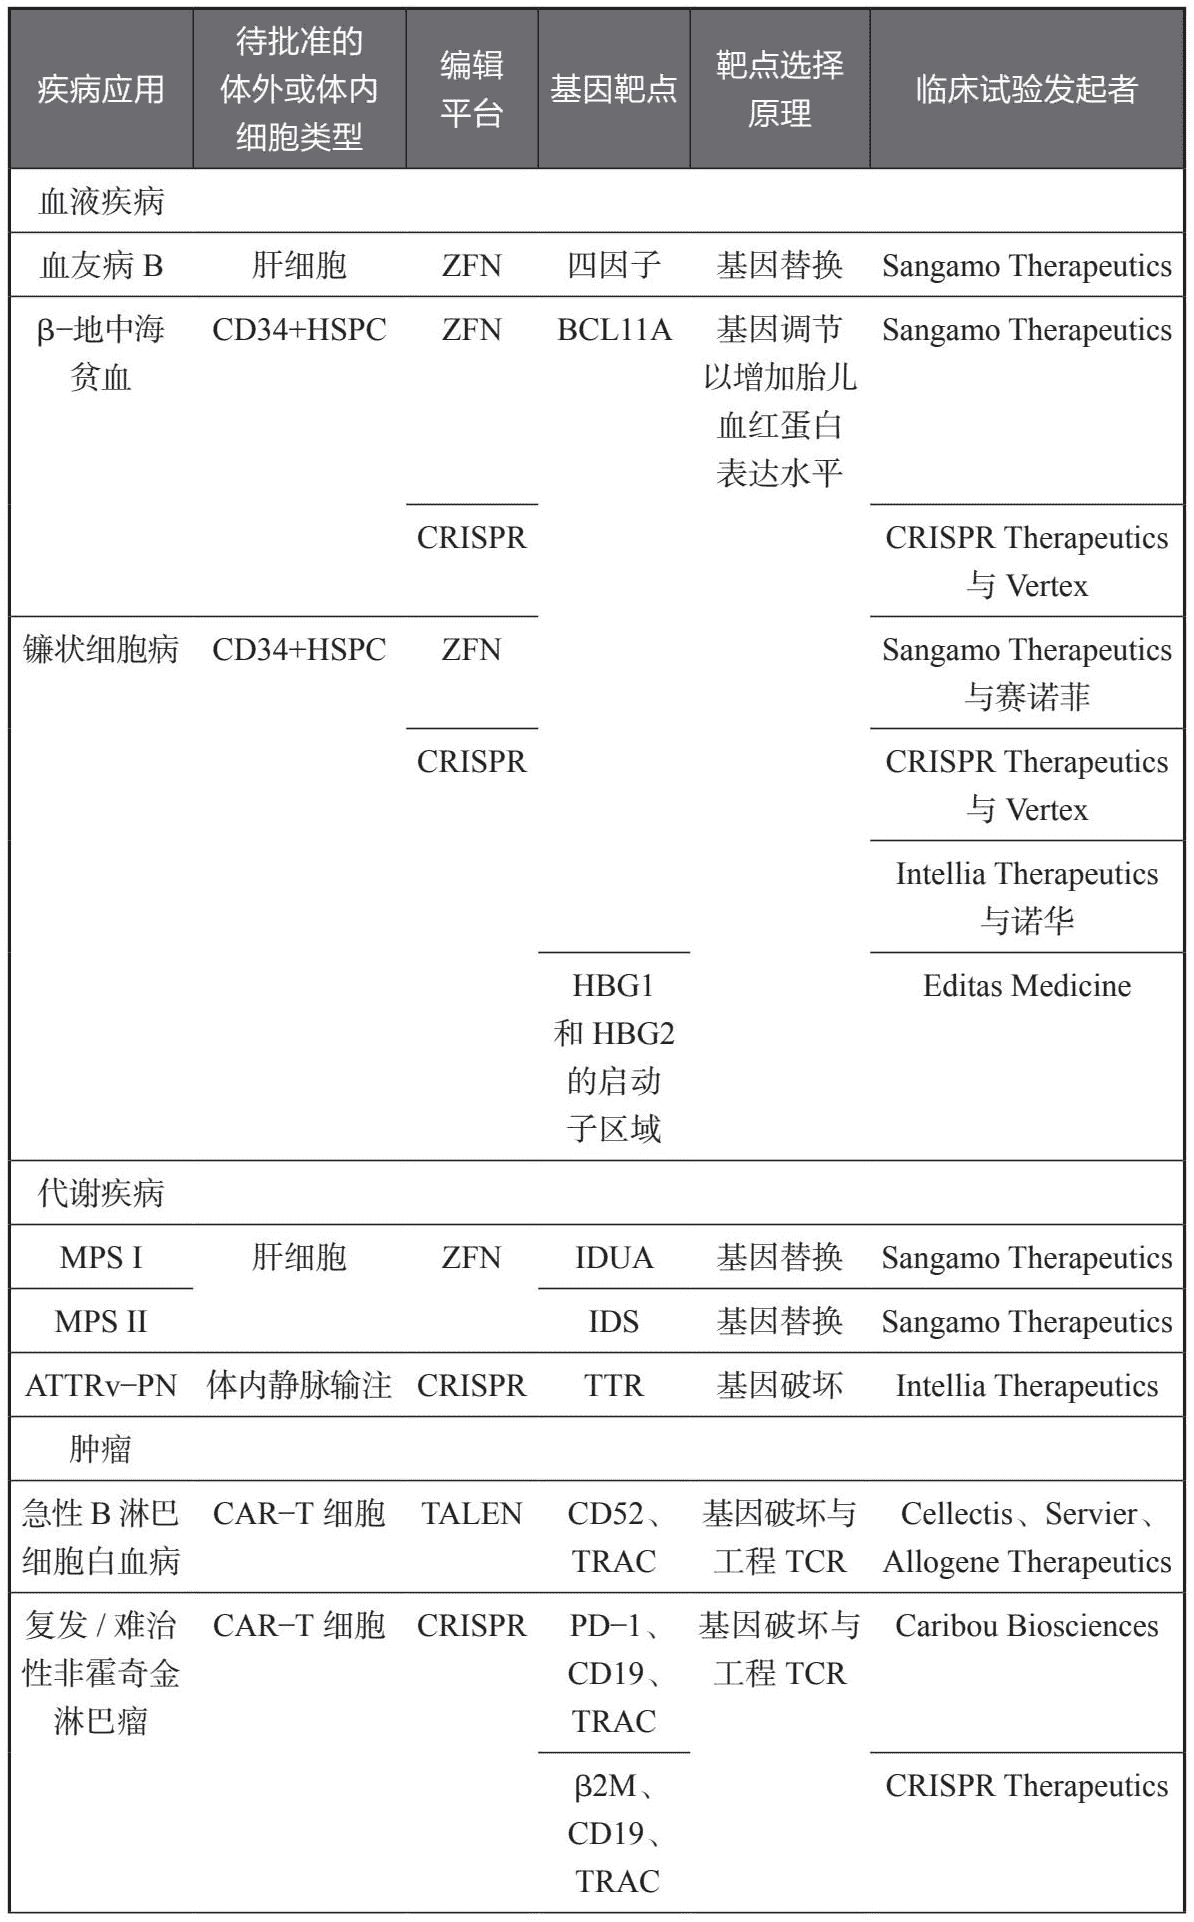 疾病应用
待批准的
体外或体内
细胞类型
编辑
平台
基因靶点
靶点选择
原理
临床试验发起者
血液疾病
血友病 B
肝细胞
ZFN
四因子
基因替换
Sangamo Therapeutics
β−地中海
贫血
CD34+HSPC
ZFN
BCL11A
基因调节
以增加胎儿
血红蛋白
表达水平
Sangamo Therapeutics
CRISPR
CRISPR Therapeutics
与 Vertex
镰状细胞病
CD34+HSPC
ZFN
Sangamo Therapeutics
与赛诺菲
CRISPR
CRISPR Therapeutics
与 Vertex
Intellia Therapeutics
与诺华
HBG1
和 HBG2
的启动
子区域
Editas Medicine
代谢疾病
MPS I
肝细胞
ZFN
IDUA
基因替换
Sangamo Therapeutics
MPS II
IDS
基因替换
Sangamo Therapeutics
ATTRv−PN
体内静脉输注
CRISPR
TTR
基因破坏
Intellia Therapeutics
肿瘤
急性 B 淋巴
细胞白血病
CAR−T 细胞
TALEN
CD52、
TRAC
基因破坏与
工程 TCR
Cellectis、Servier、
Allogene Therapeutics
复发 / 难治
性非霍奇金
淋巴瘤
CAR−T 细胞
CRISPR
PD−1、
CD19、
TRAC
基因破坏与
工程 TCR
Caribou Biosciences
β2M、
CD19、
TRAC
CRISPR Therapeutics